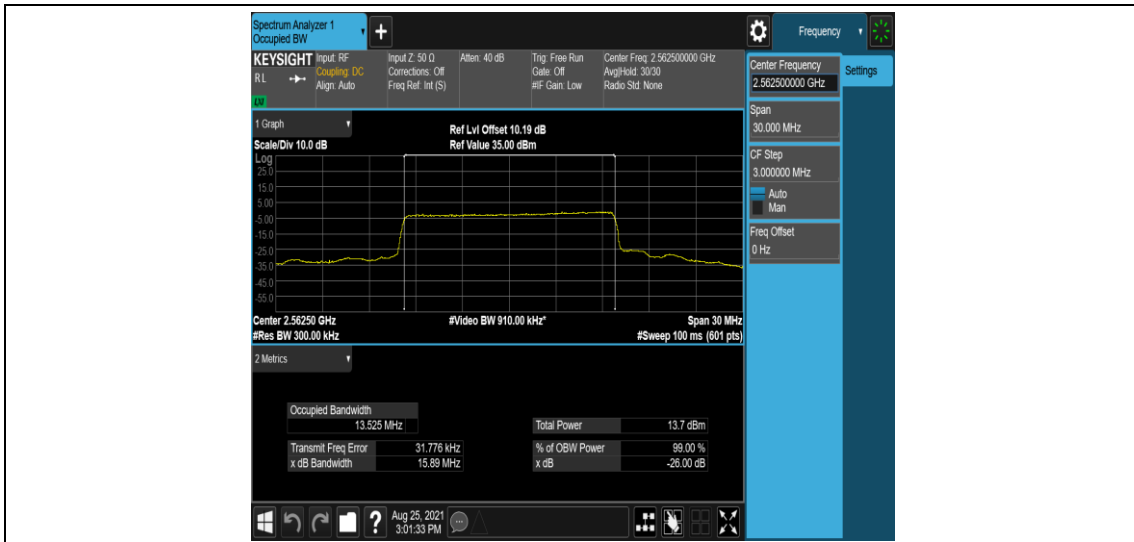 Spectrum Analyzer 1
Occupied BW
+
Frequency
KEYSIGHT
RL
LXI
Input: RF
Coupling: DC
Align: Auto
Input Z: 50 Ω
Corrections: Off
Freq Ref: Int (S)
Atten: 40 dB
Trig: Free Run
Gate: Off
#IF Gain: Low
Center Freq: 2.562500000 GHz
Avg|Hold: 30/30
Radio Std: None
Center Frequency
2.562500000 GHz
Settings
Span
30.000 MHz
CF Step
3.000000 MHz
Auto
Man
Freq Offset
0 Hz
1 Graph
Scale/Div 10.0 dB
Ref Lvl Offset 10.19 dB
Ref Value 35.00 dBm
Log
25.0
15.0
5.00
-5.00
-15.0
-25.0
-35.0
-45.0
-55.0
Center 2.56250 GHz
#Video BW 910.00 kHz*
Span 30 MHz
#Res BW 300.00 kHz
#Sweep 100 ms (601 pts)
2 Metrics
Occupied Bandwidth
13.525 MHz
Total Power 13.7 dBm
Transmit Freq Error 31.776 kHz
% of OBW Power 99.00 %
x dB Bandwidth 15.89 MHz
x dB -26.00 dB
?
Aug 25, 2021
3:01:33 PM